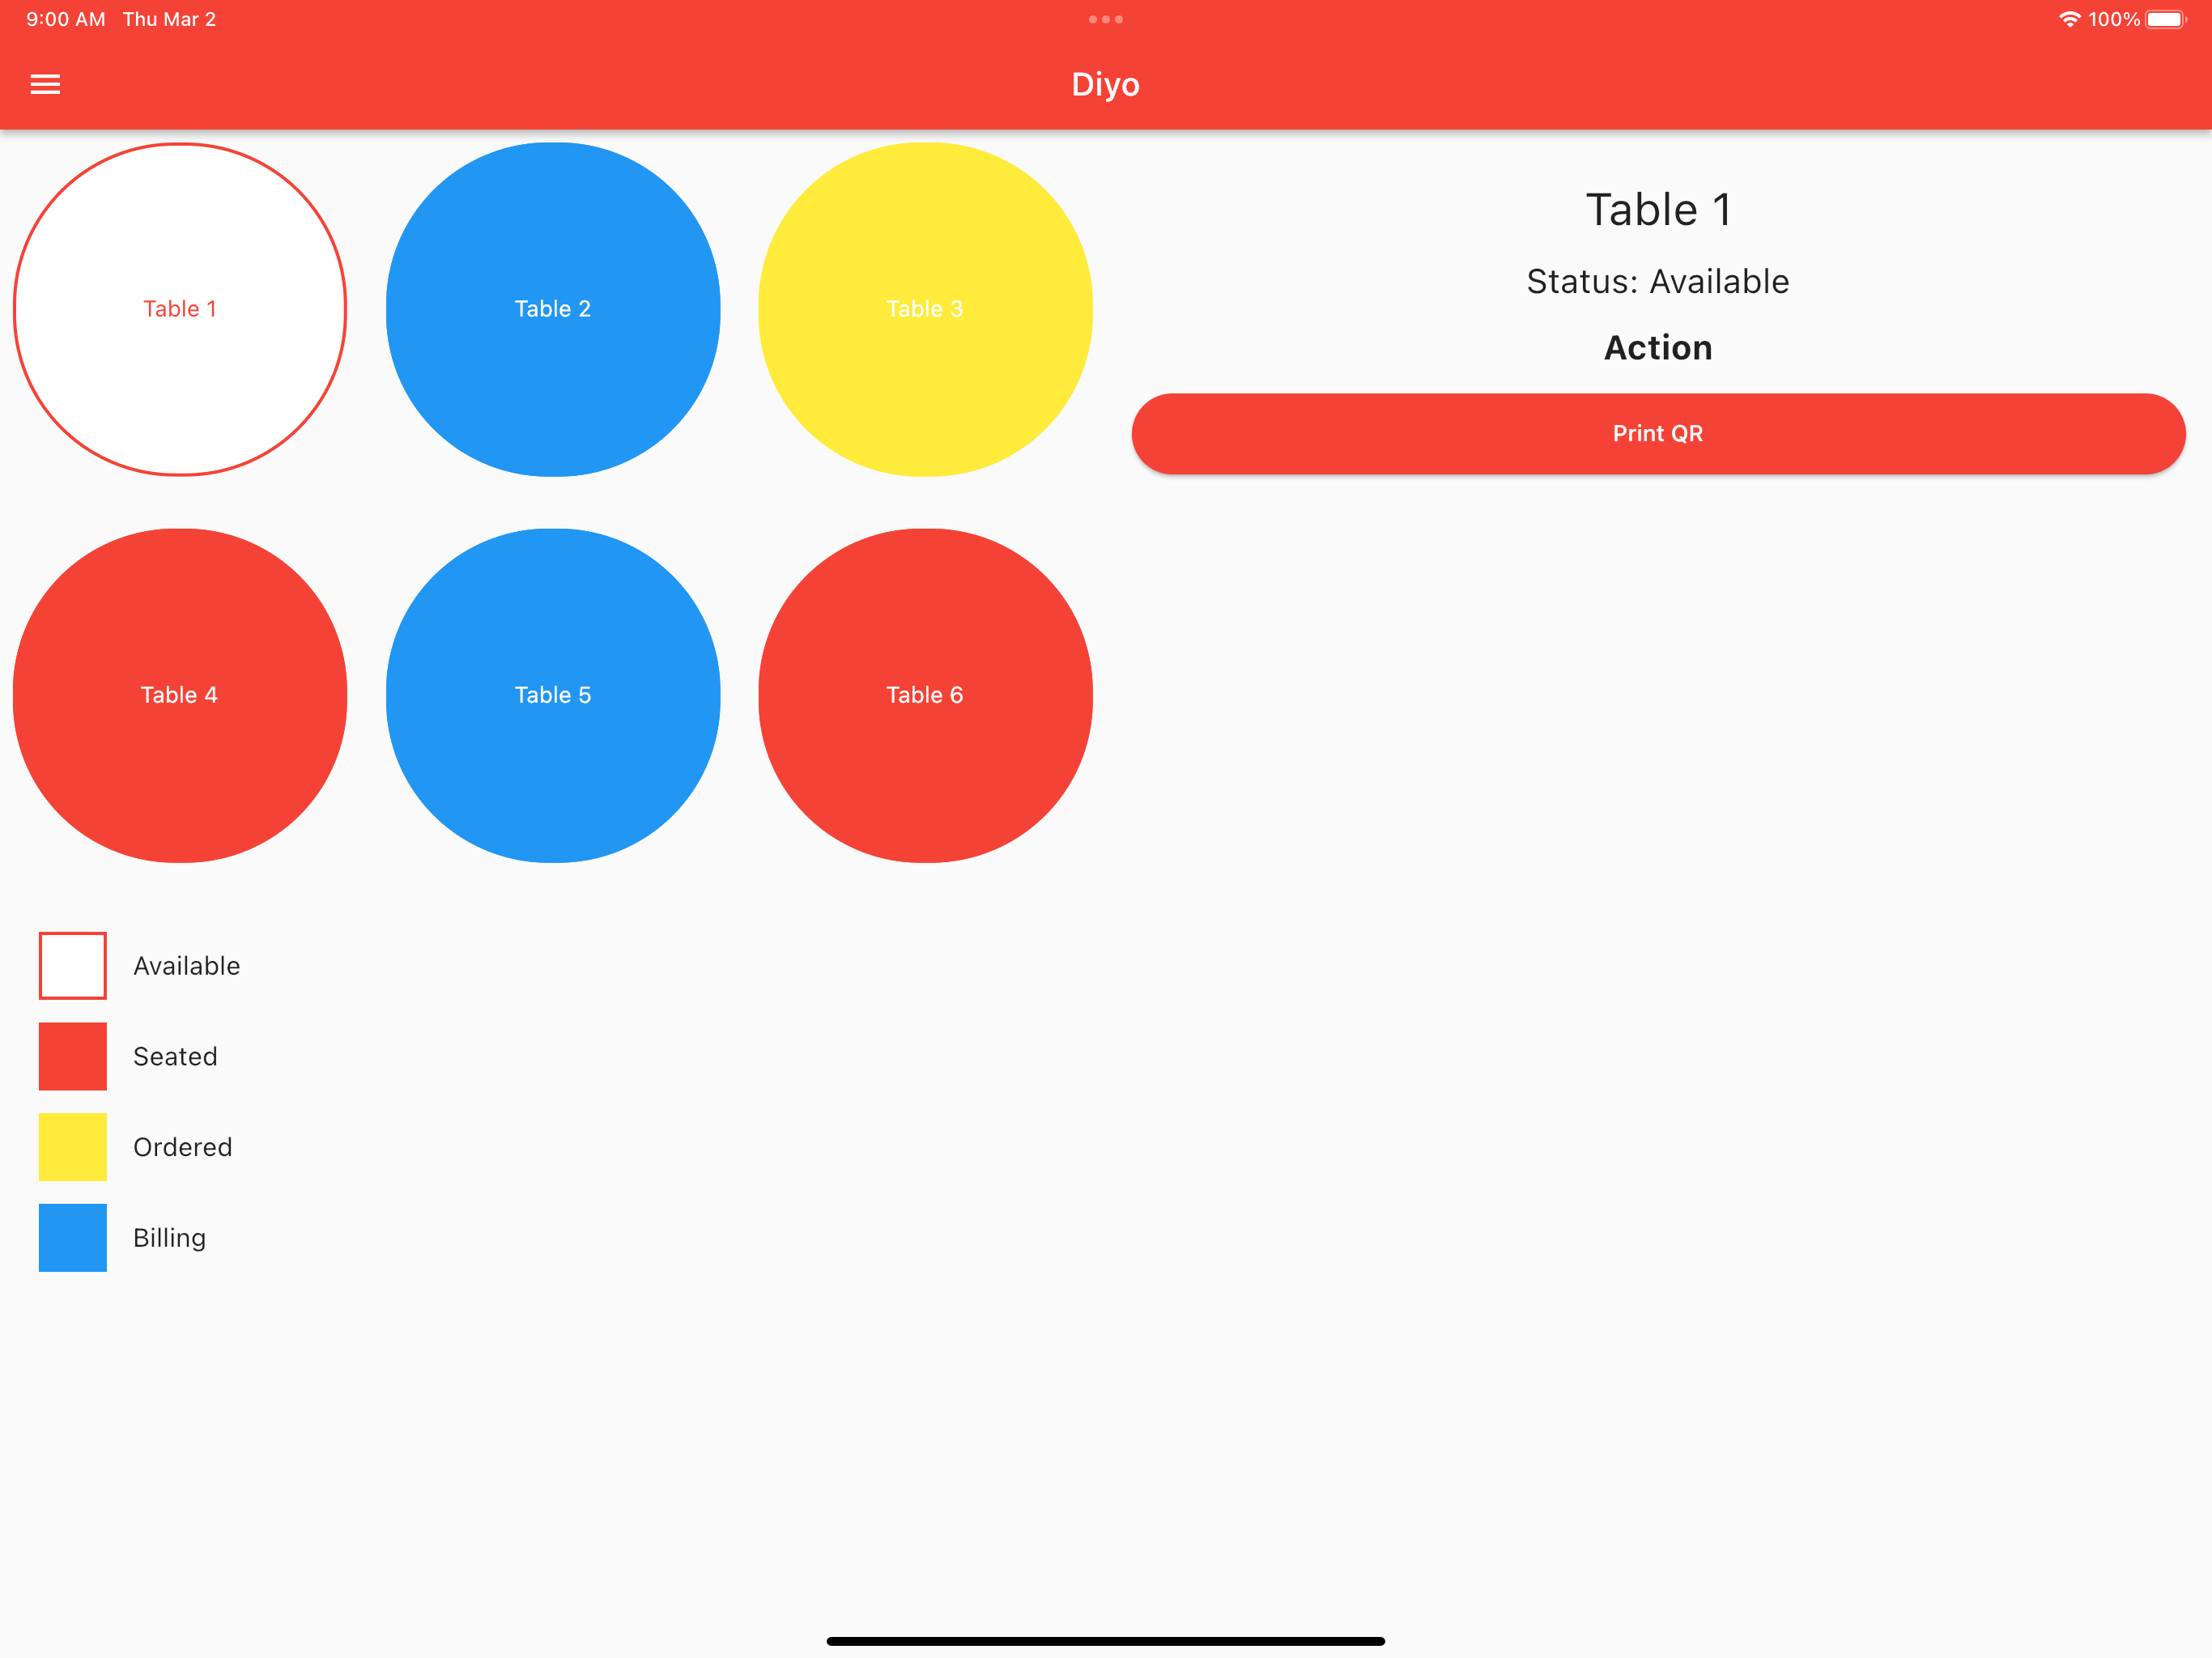 9:00 AM Thu Mar 2
100%
Diyo
Table 1
Table 2
Table 3
Table 4
Table 5
Table 6
Available
Seated
Ordered
Billing
Table 1
Status: Available
Action
Print QR